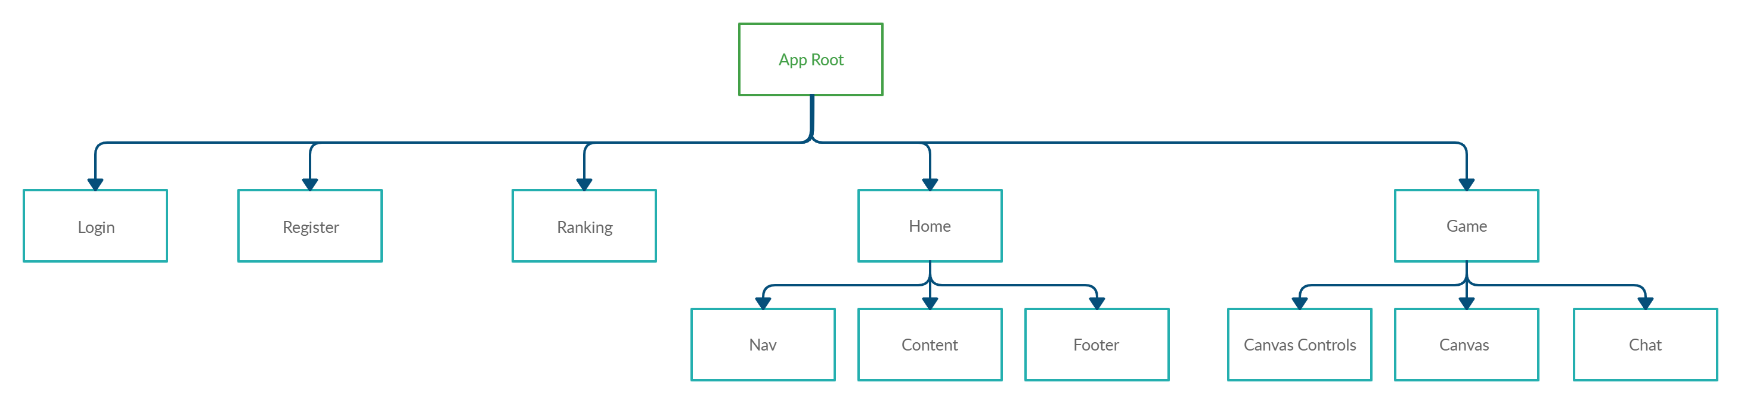 App Root
Login
Register
Ranking
Home
Game
Nav
Content
Footer
Canvas Controls
Canvas
Chat